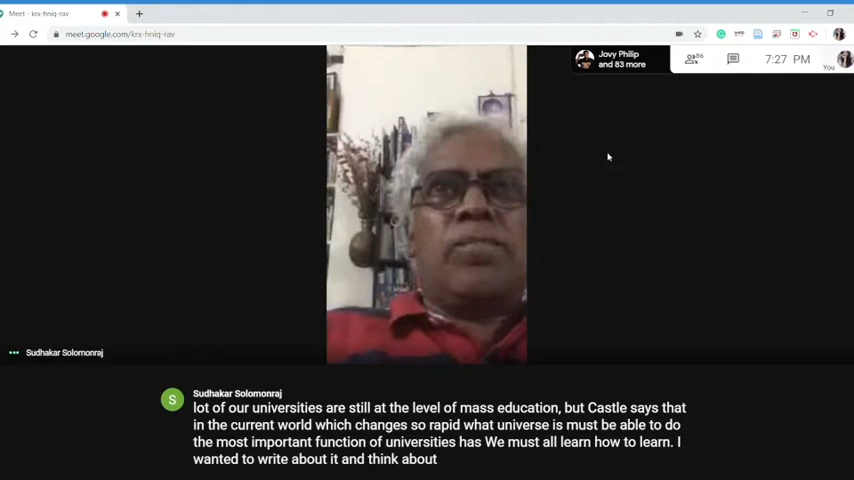 Meet - krx-hniq-rav
meet.google.com/krx-hniq-rav
Jovy Philip
and 83 more
86
7:27 PM
You
Sudhakar Solomonraj
S
Sudhakar Solomonraj
lot of our universities are still at the level of mass education, but Castle says that
in the current world which changes so rapid what universe is must be able to do
the most important function of universities has We must all learn how to learn. I
wanted to write about it and think about